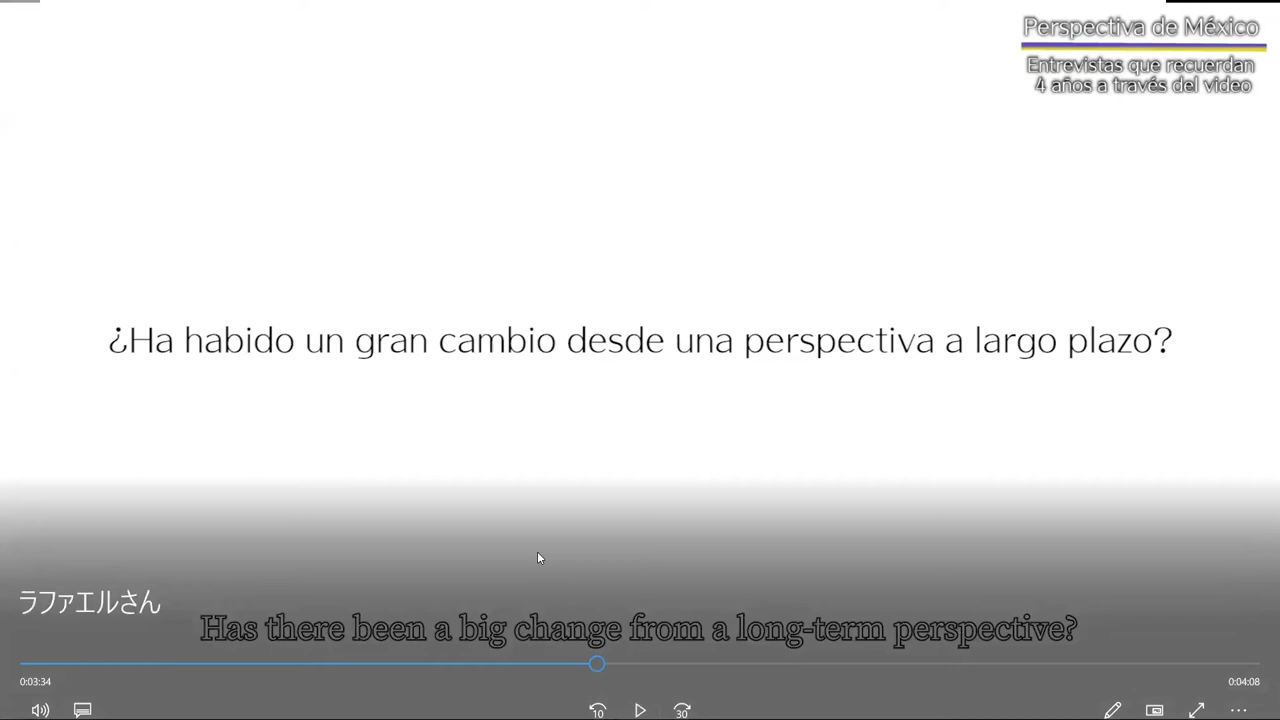 Perspectiva de México
Entrevistas que recuerdan
4 años a través del video
¿Ha habido un gran cambio desde una perspectiva a largo plazo?
ラファエルさん
Has there been a big change from a long-term perspective?
0:03:34
0:04:08
10
30